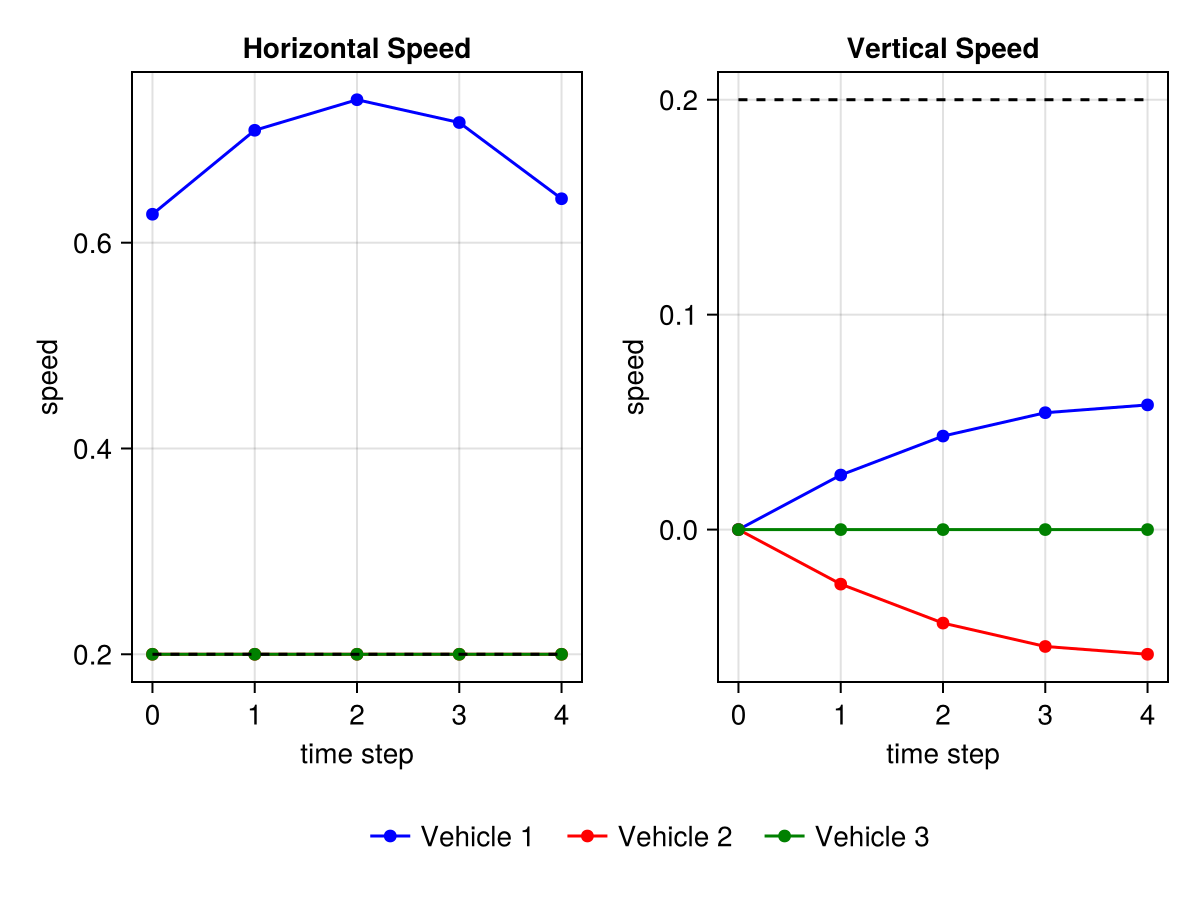 Horizontal Speed
speed
0.6
0.4
0.2
0 1 2 3 4
time step
Vertical Speed
speed
0.2
0.1
0.0
0 1 2 3 4
time step
Vehicle 1 Vehicle 2 Vehicle 3